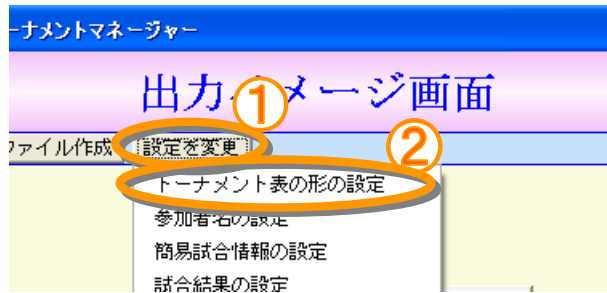 ーナメントマネージャー
出力イメージ画面
①
ファイル作成 設定を変更
②
トーナメント表の形の設定
参加者名の設定
簡易試合情報の設定
試合結果の設定